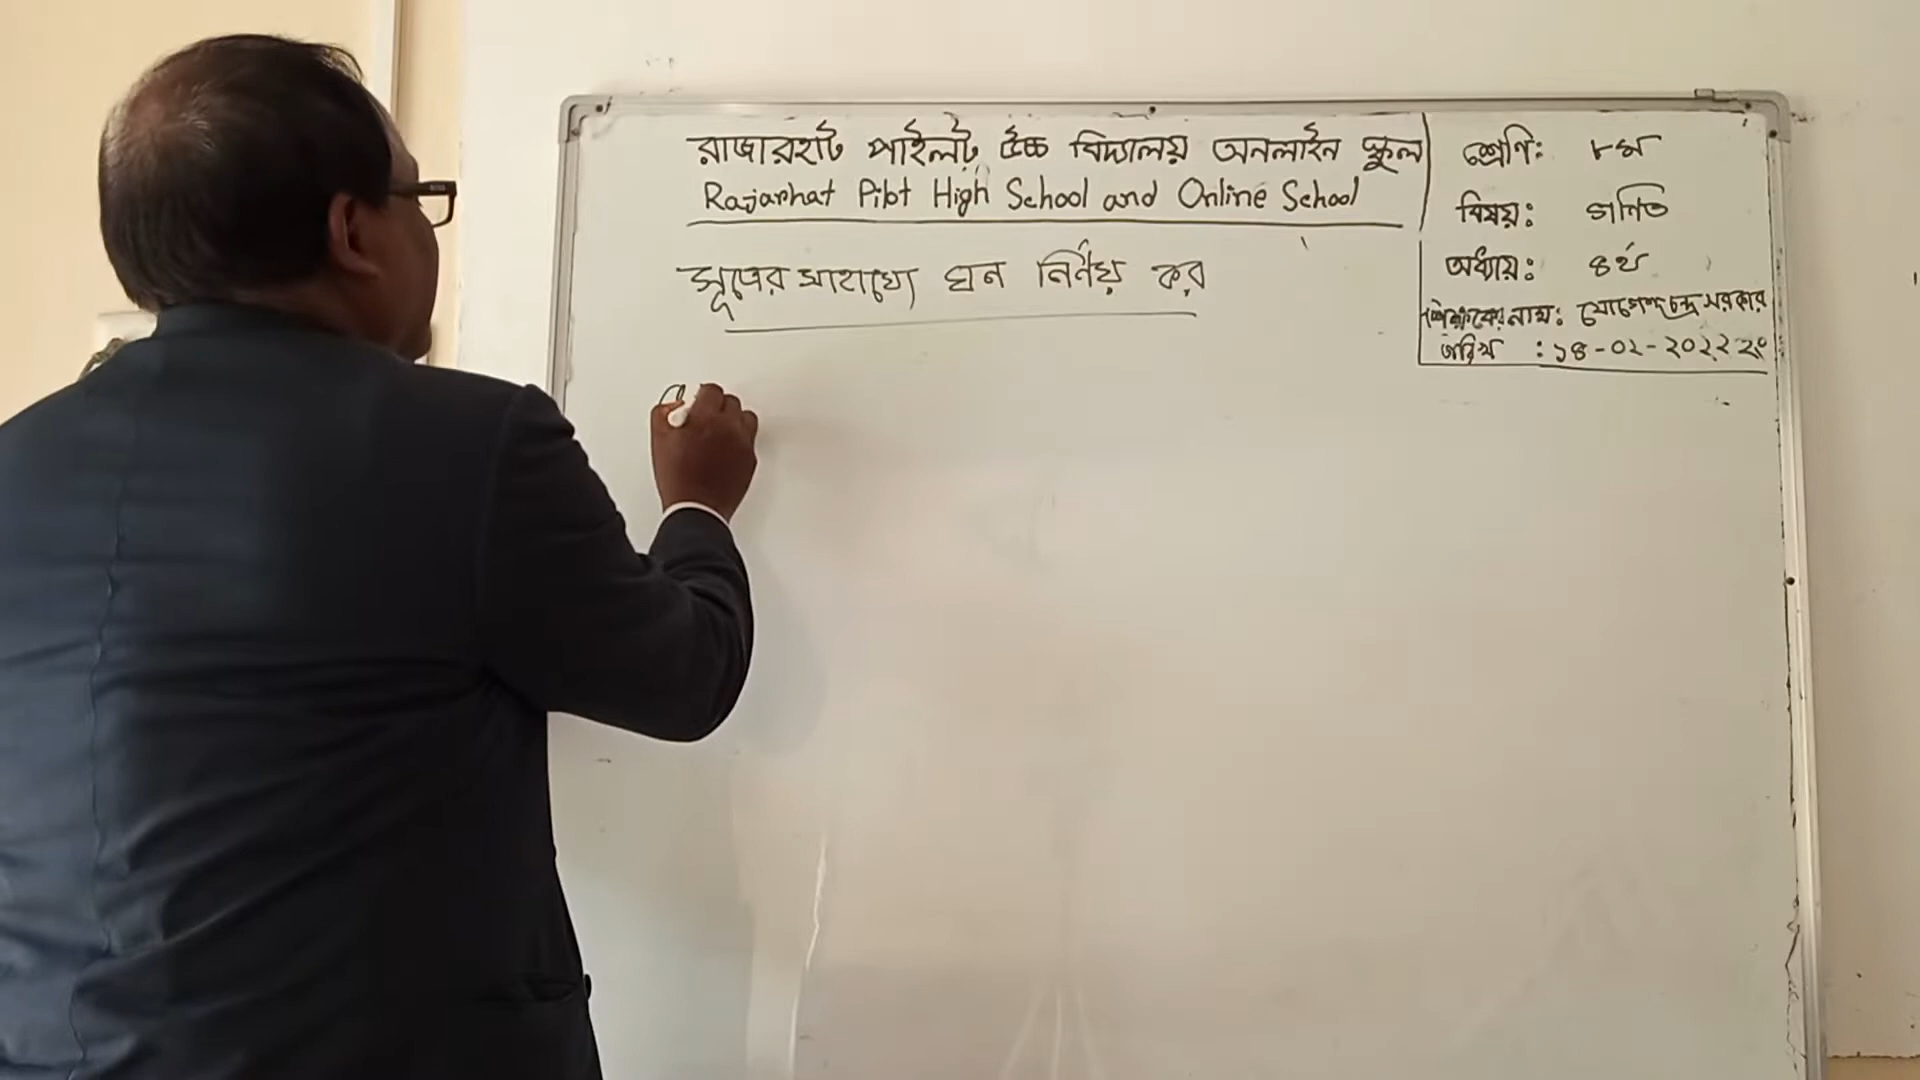 রাজারহাট পাইলট উচ্চ বিদ্যালয় অনলাইন স্কুল
Rajarhat Pilot High School and Online School
সূত্রের সাহায্যে ঘন নির্ণয় কর
শ্রেণি: ৮ম
বিষয়: গণিত
অধ্যায়: ৪র্থ
শিক্ষকের নাম: যোগেন্দ্র চন্দ্র সরকার
তারিখ : ১৪-০২-২০২২ খ্রিঃ